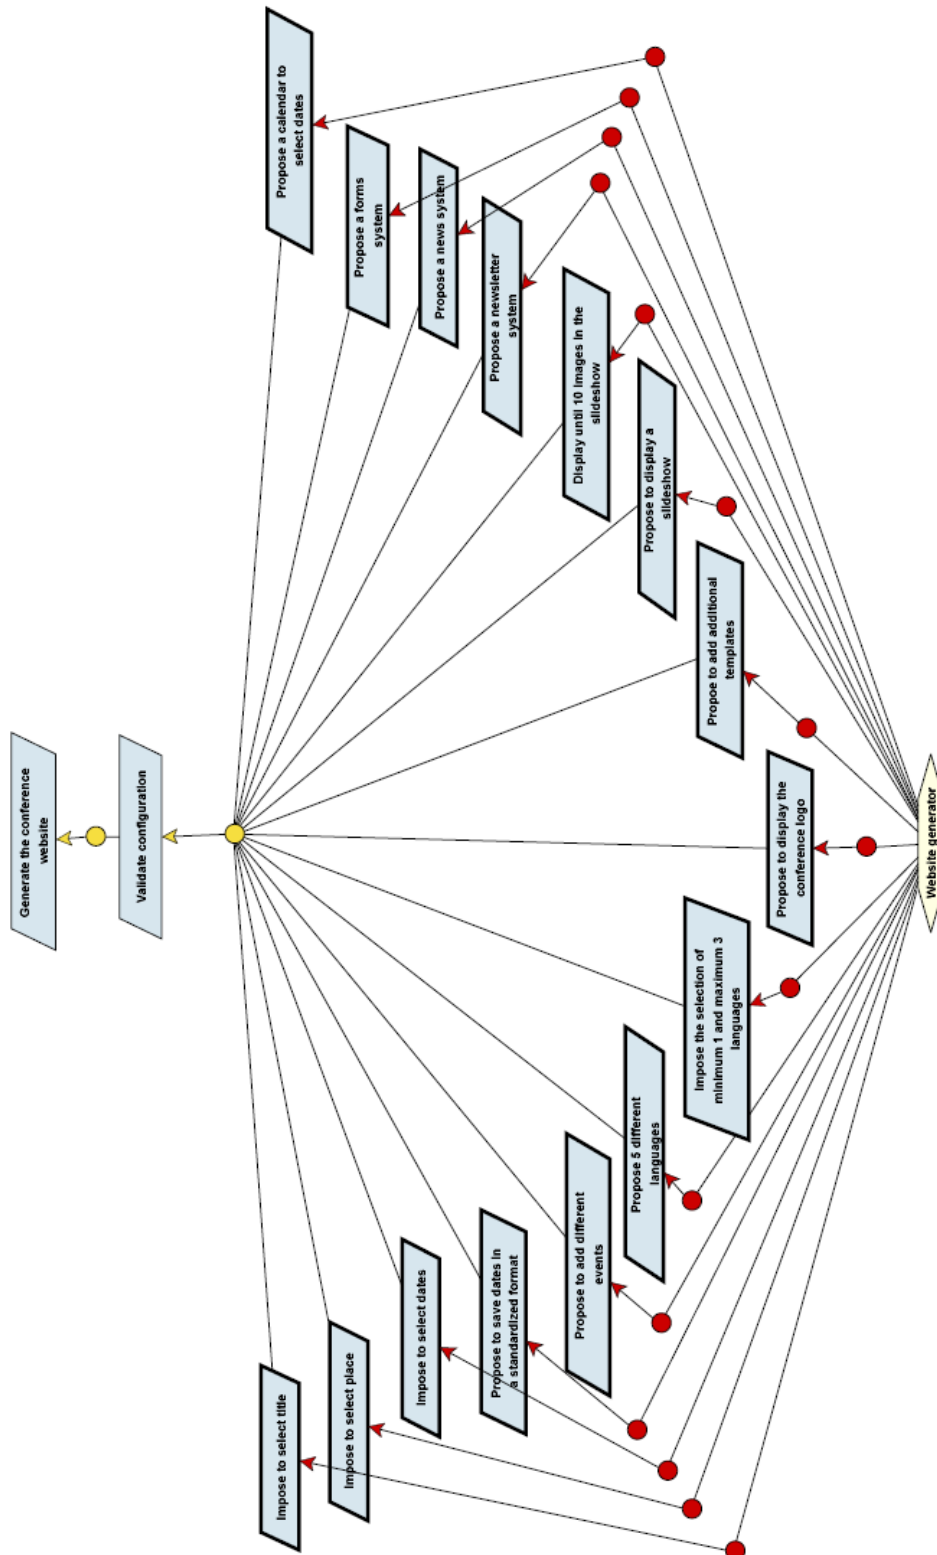 Generate the conference
website
Validate configuration
Propose a calendar to
select dates
Propose a forms
system
Propose a news system
Propose a newsletter
system
Display until 10 images in the
slideshow
Propose to display a
slideshow
Propoe to add additional
templates
Propose to display the
conference logo
Impose the selection of
minimum 1 and maximum 3
languages
Propose 5 different
languages
Propose to add different
events
Propose to save dates in
a standardized format
Impose to select dates
Impose to select place
Impose to select title
Website generator